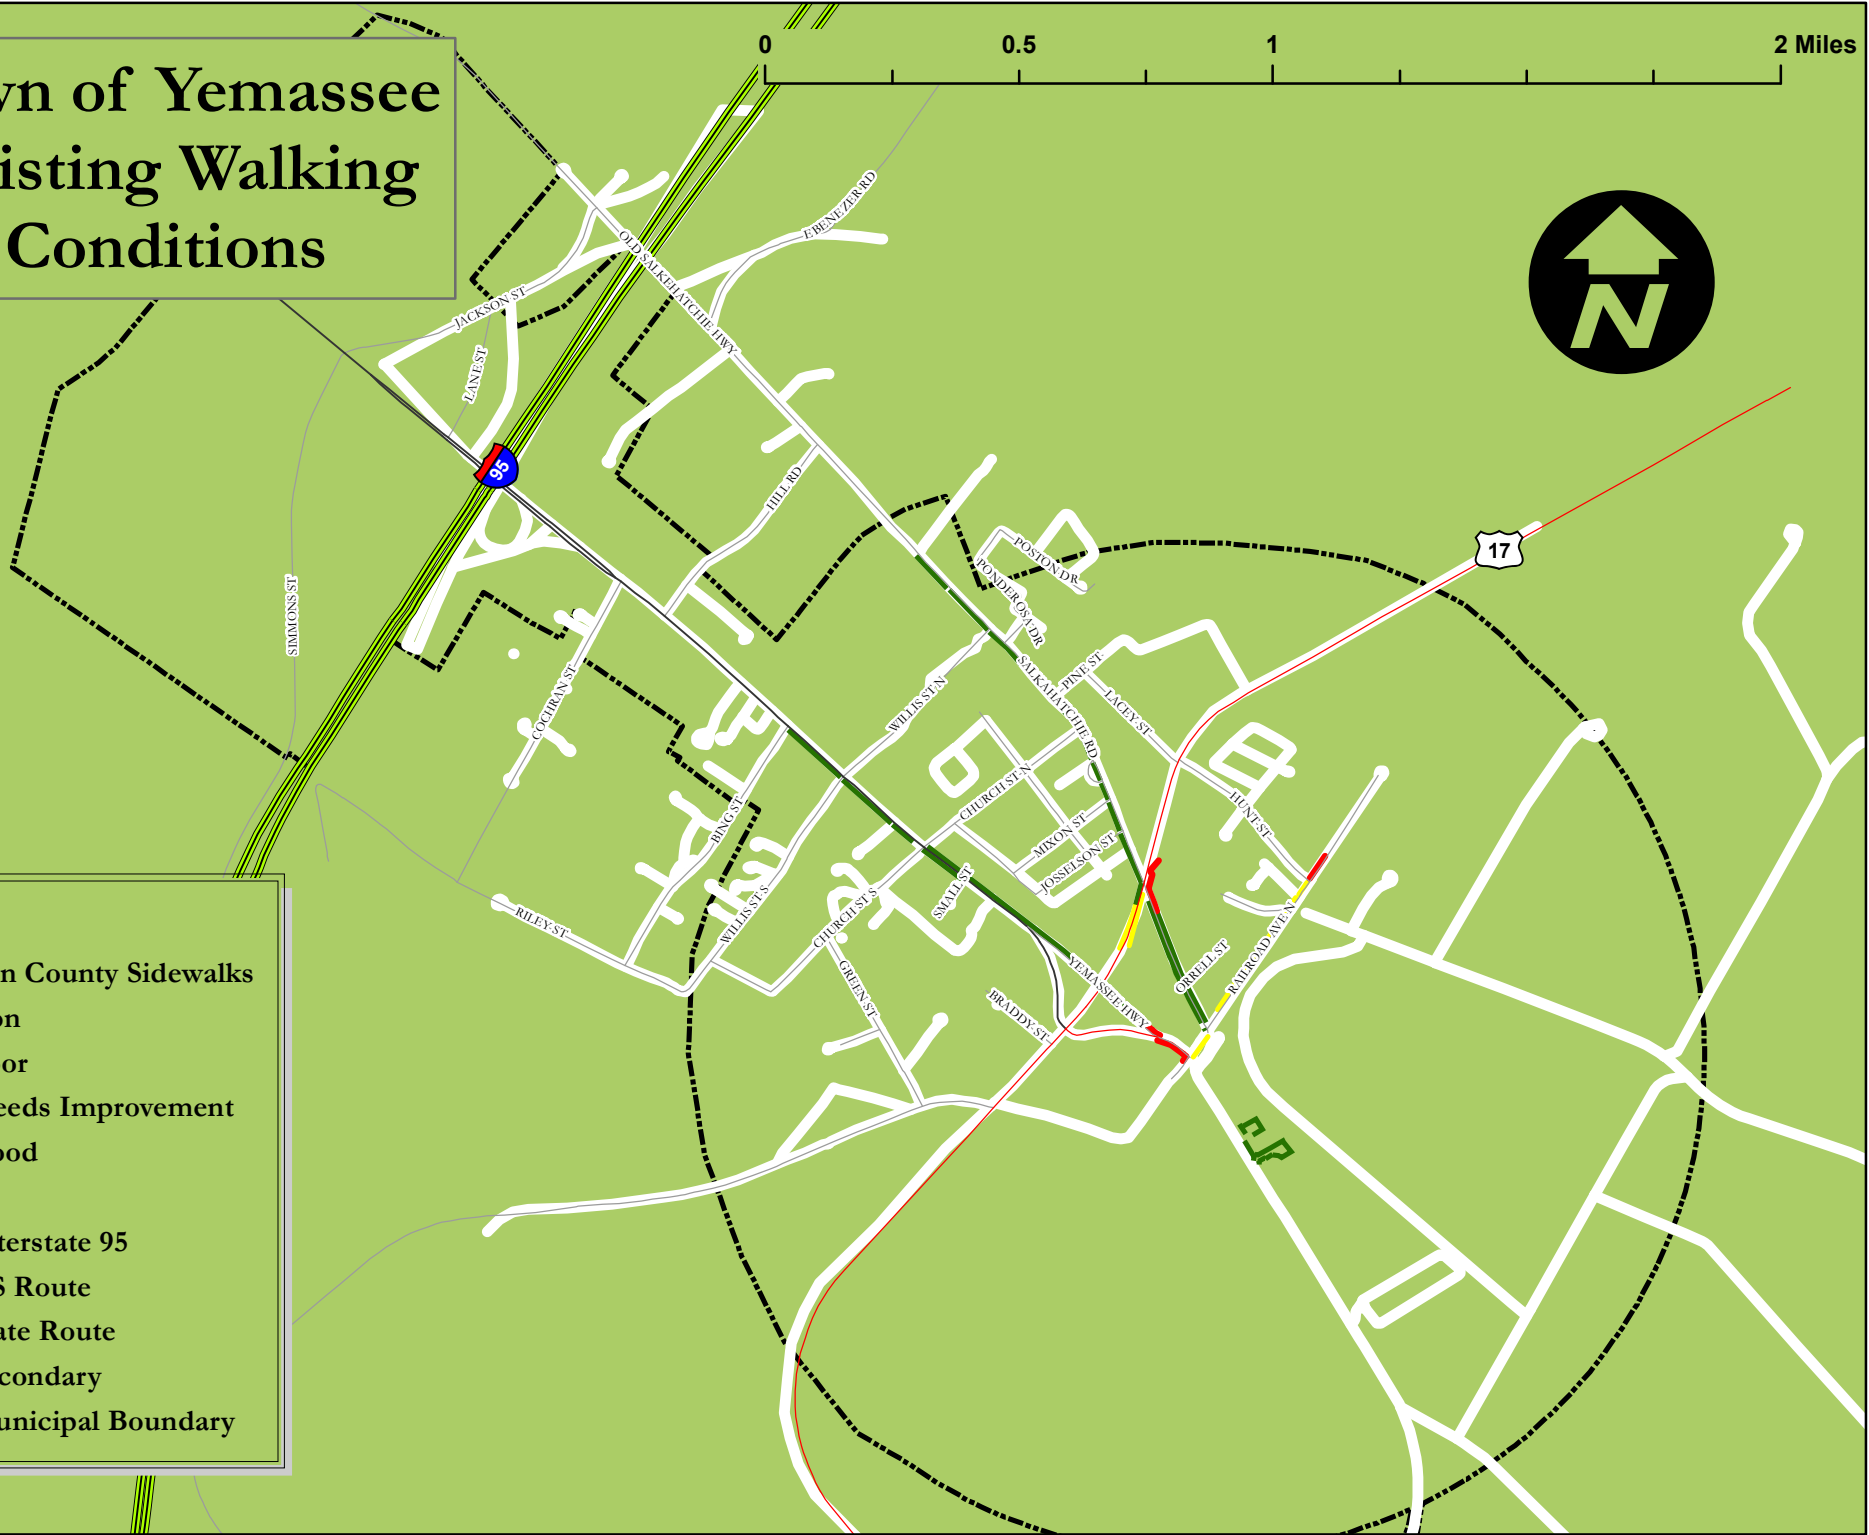 wn of Yemassee
isting Walking
Conditions
0 0.5 1 2 Miles
N
EBENEZER RD
OLD SALKEHATCHIE HWY
JACKSON ST
LANE ST
95
HILL RD
SIMMONS ST
17
POSTON DR
PONDEROSA DR
PINE ST
SALKAHATCHIE RD
LACEY ST
WILLIS ST N
COCHRAN ST
CHURCH ST N
HUNT ST
BING ST
MIXON ST
JOSSELSON ST
SMALL ST
WILLIS ST S
CHURCH ST S
RILEY ST
RAILROAD AVE N
ORRELL ST
YEMASSEE HWY
GREEN ST
BRADDY ST
n County Sidewalks
on
oor
eeds Improvement
ood
terstate 95
S Route
ate Route
condary
unicipal Boundary